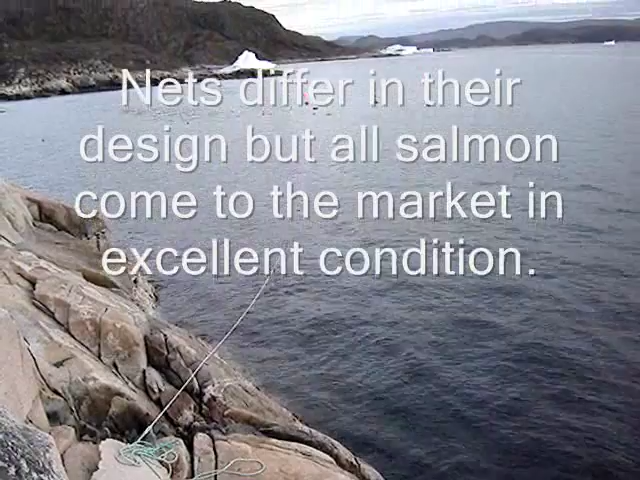 Nets differ in their
design but all salmon
come to the market in
excellent condition.